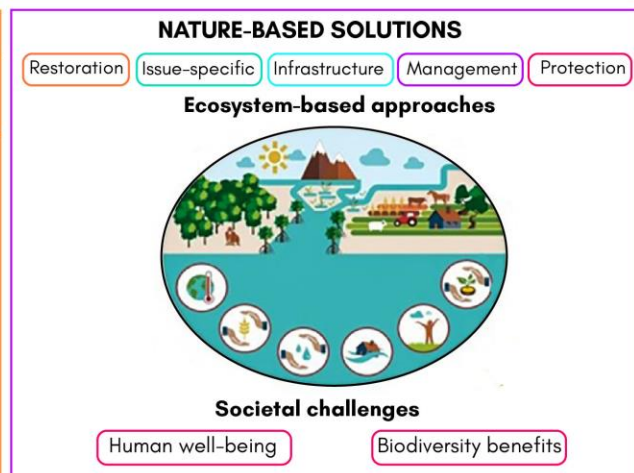 NATURE-BASED SOLUTIONS
Restoration Issue-specific Infrastructure Management Protection
Ecosystem-based approaches
Societal challenges
Human well-being Biodiversity benefits